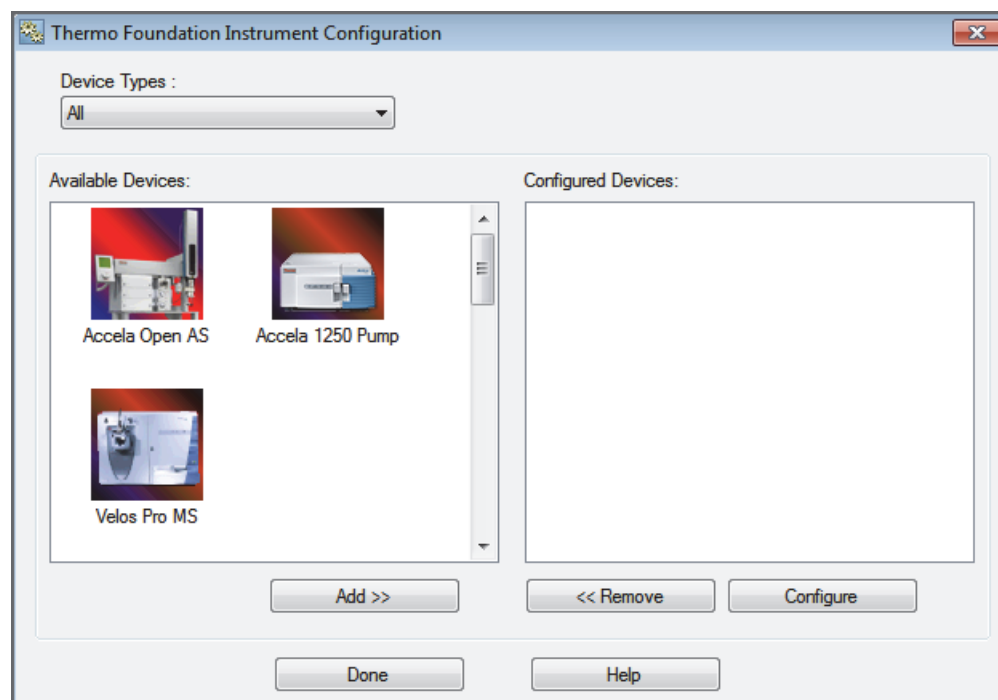 Thermo Foundation Instrument Configuration
Device Types :
All
Available Devices:
Configured Devices:
Accela Open AS
Accela 1250 Pump
Velos Pro MS
Add >>
<< Remove
Configure
Done
Help